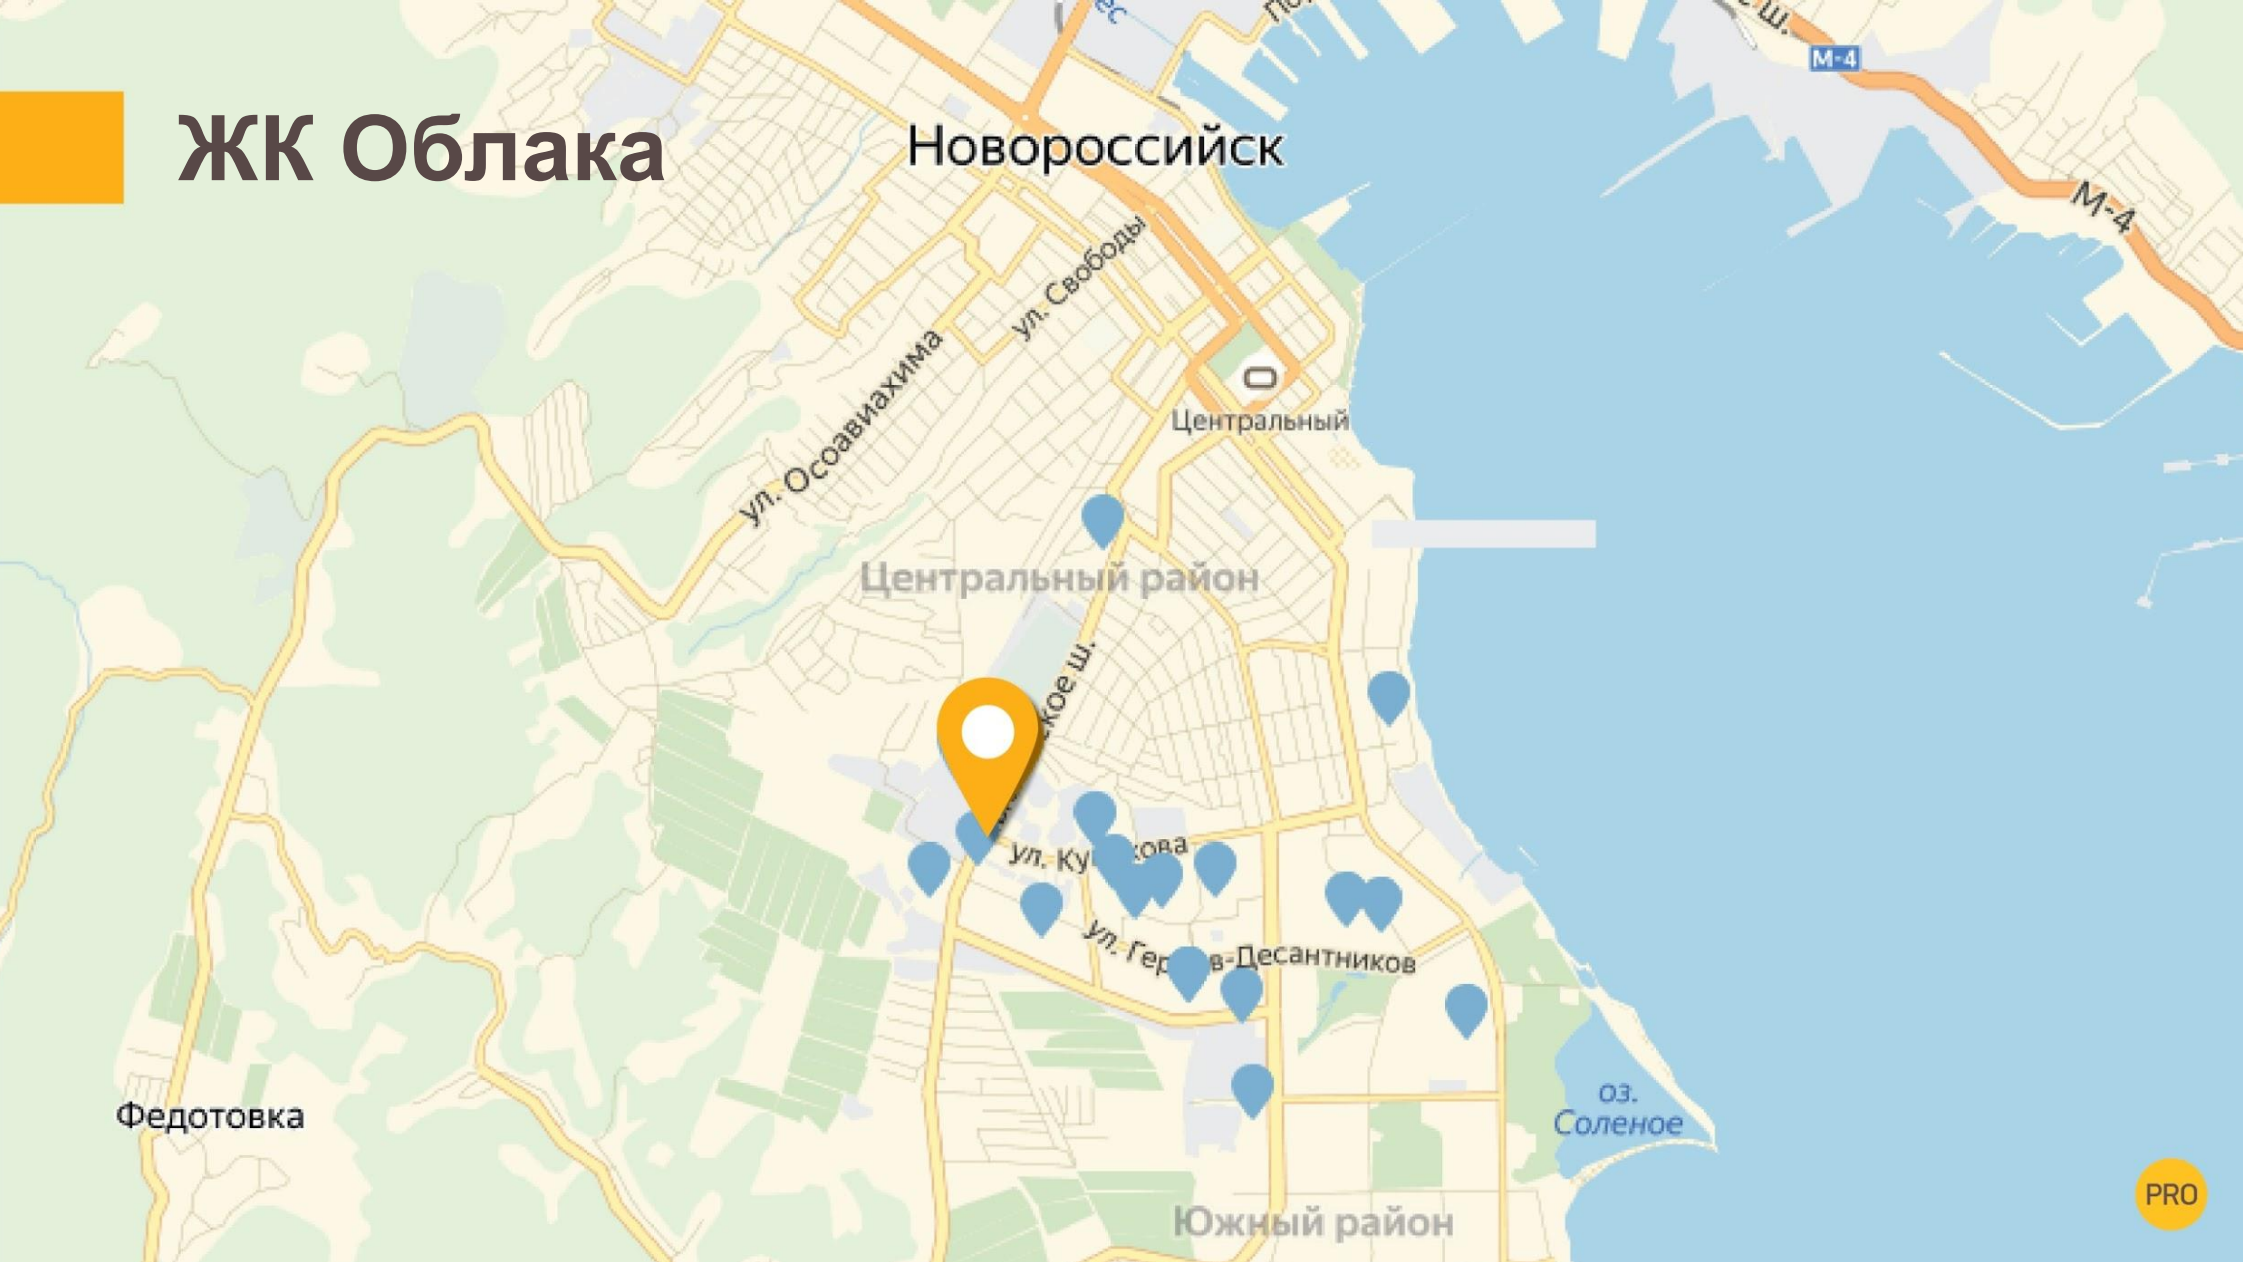 М-4
ЖК Облака
Новороссийск
М-4
ул. Свободы
ул. Осоавиахима
Центральный
Центральный район
ул.
ул.
в-Десантников
оз.
Соленое
Федотовка
PRO
Южный район